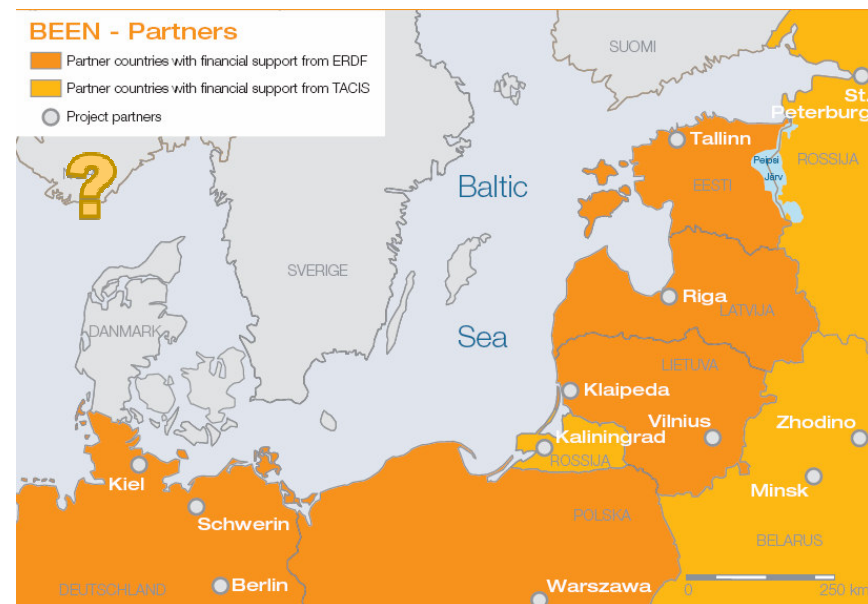 BEEN - Partners
Partner countries with financial support from ERDF
Partner countries with financial support from TACIS
Project partners
SUOMI
St.
Peterburg
Tallinn
ROSSIJA
Peipsi
Järv
EESTI
?
Baltic
SVERIGE
Riga
LATVIJA
DANMARK
Sea
LIETUVA
Klaipeda
Vilnius
Zhodino
Kaliningrad
ROSSIJA
Kiel
Minsk
Schwerin
POLSKA
BELARUS
DEUTSCHLAND
Berlin
Warszawa
0
250 km